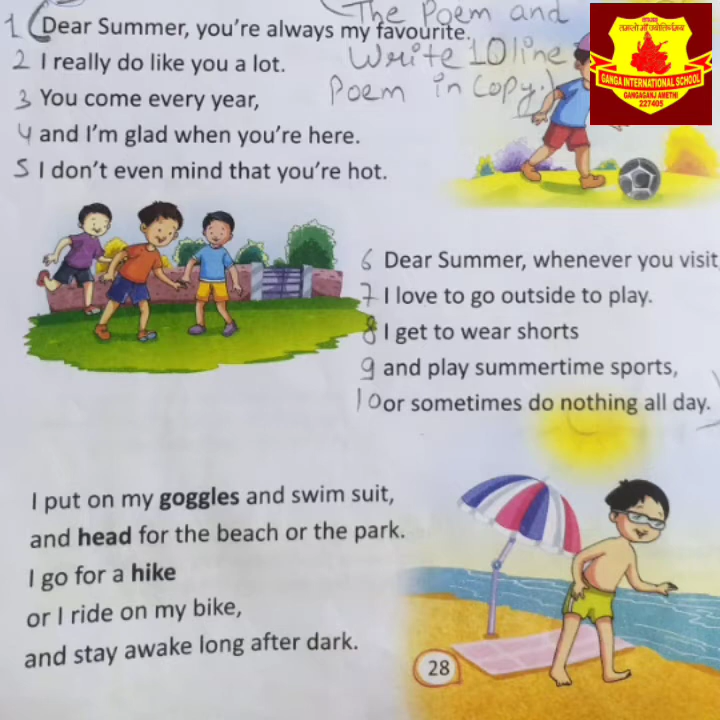 The Poem and
Write 10 line
Poem in Copy.)
1 (Dear Summer, you're always my favourite.
2 I really do like you a lot.
3 You come every year,
4 and I'm glad when you're here.
5 I don't even mind that you're hot.
GANGA INTERNATIONAL SCHOOL
GANGAGANJ AMETHI
227405
6 Dear Summer, whenever you visit
7 I love to go outside to play.
8 I get to wear shorts
9 and play summertime sports,
10 or sometimes do nothing all day.
I put on my goggles and swim suit,
and head for the beach or the park.
I go for a hike
or I ride on my bike,
and stay awake long after dark.
28